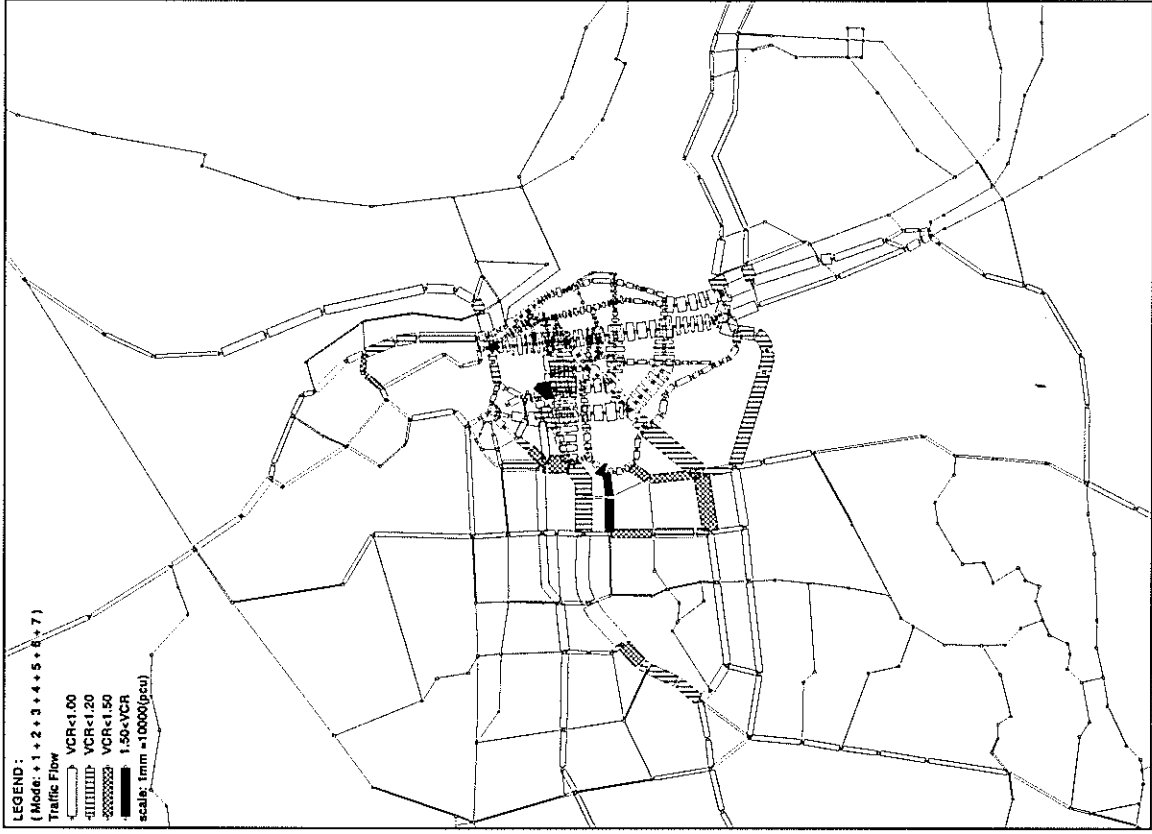 LEGEND :
( Mode: + 1 + 2 + 3 + 4 + 5 + 6 + 7 )
Traffic Flow
VCR<1.00
VCR<1.20
VCR<1.50
1.50<VCR
scale: 1mm =10000(pcu)